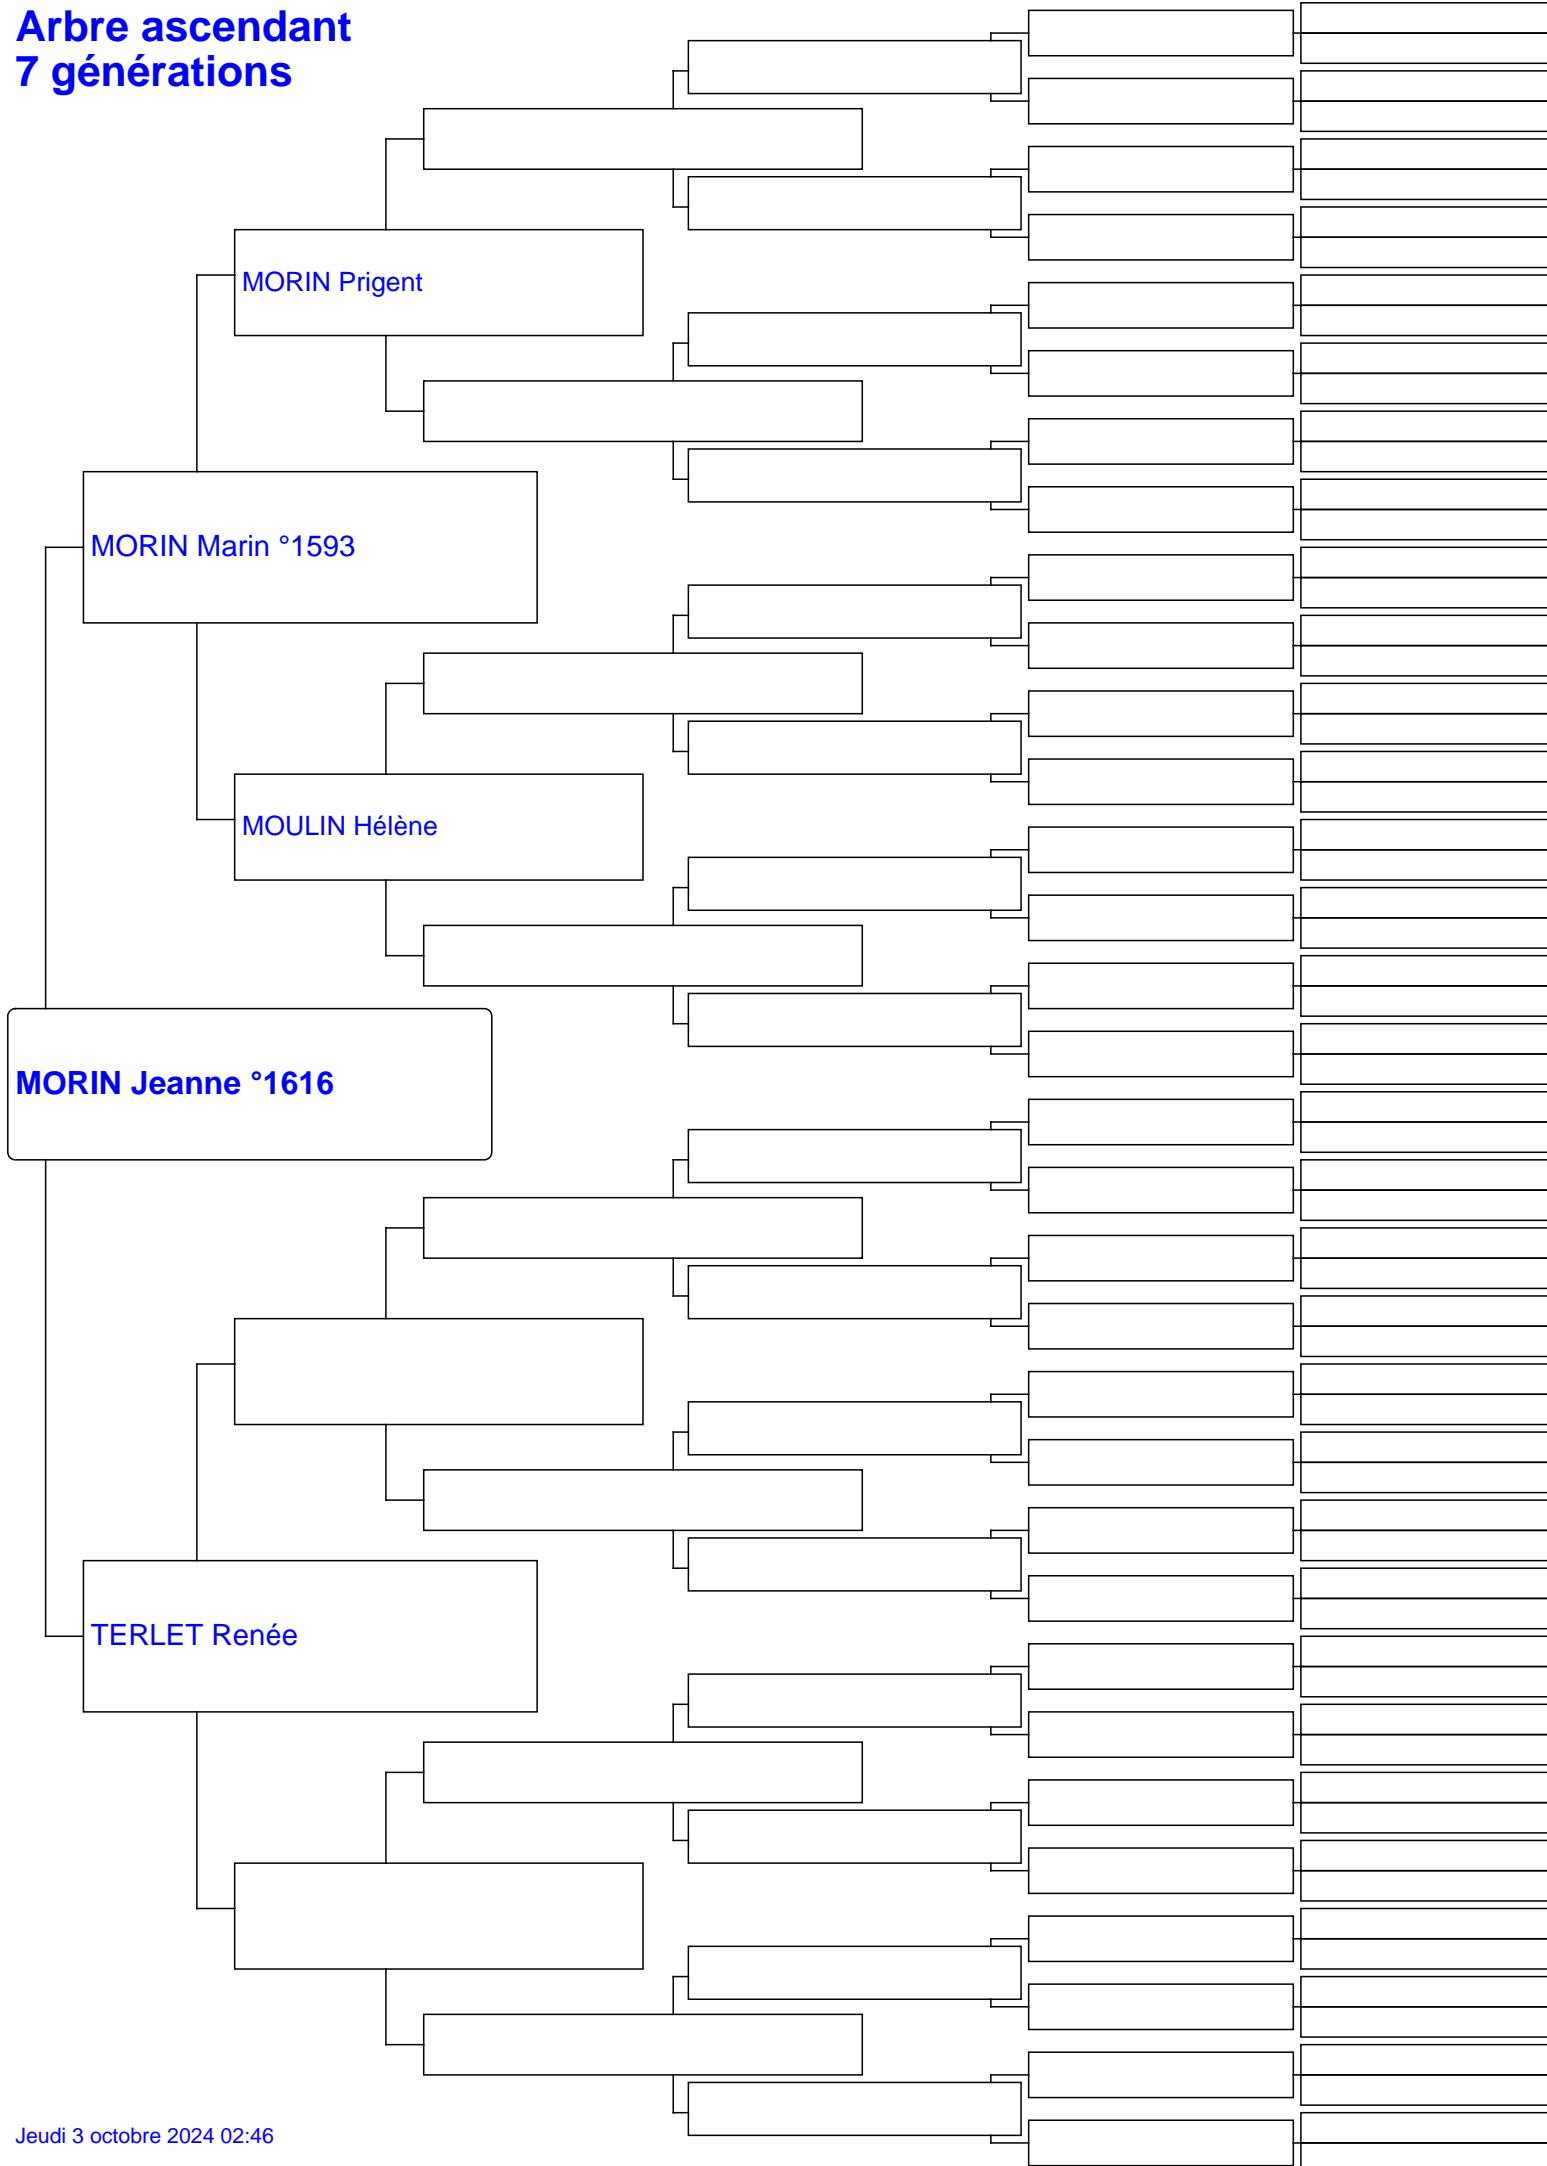 Arbre ascendant
7 générations
MORIN Prigent
MORIN Marin °1593
MOULIN Hélène
MORIN Jeanne °1616
TERLET Renée
Jeudi 3 octobre 2024 02:46